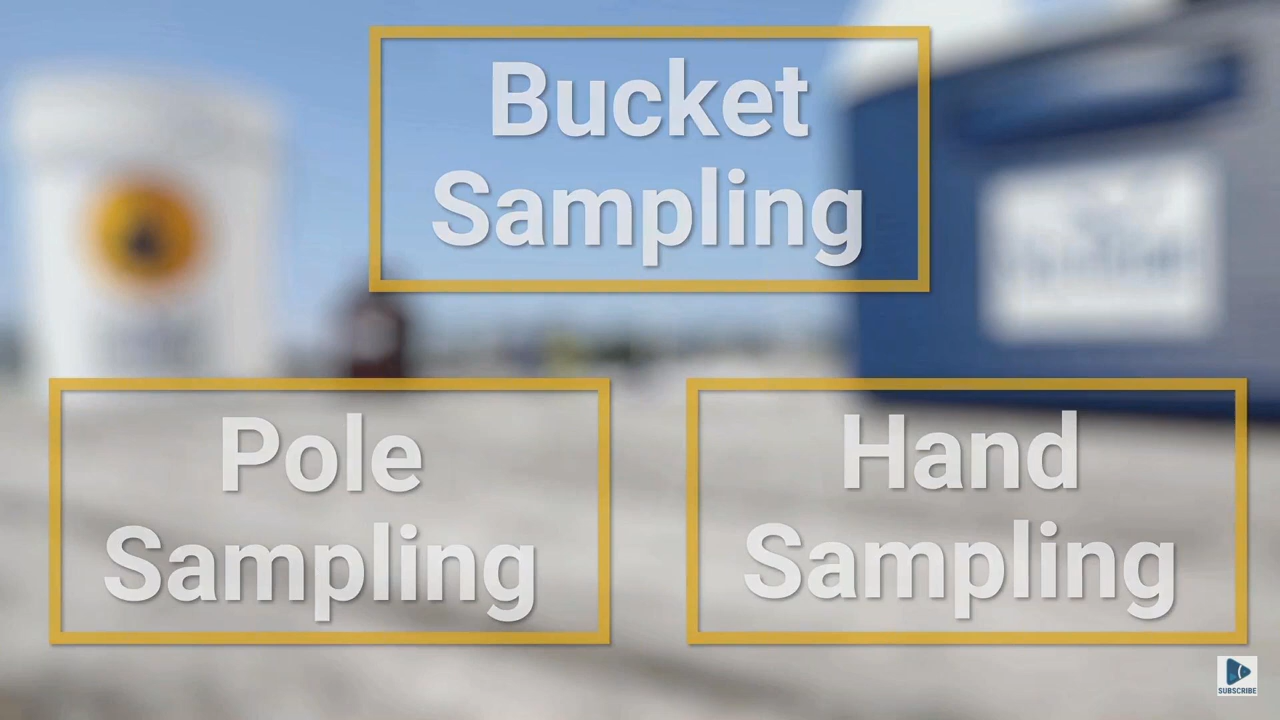 Bucket
Sampling
Pole
Sampling
Hand
Sampling
SUBSCRIBE